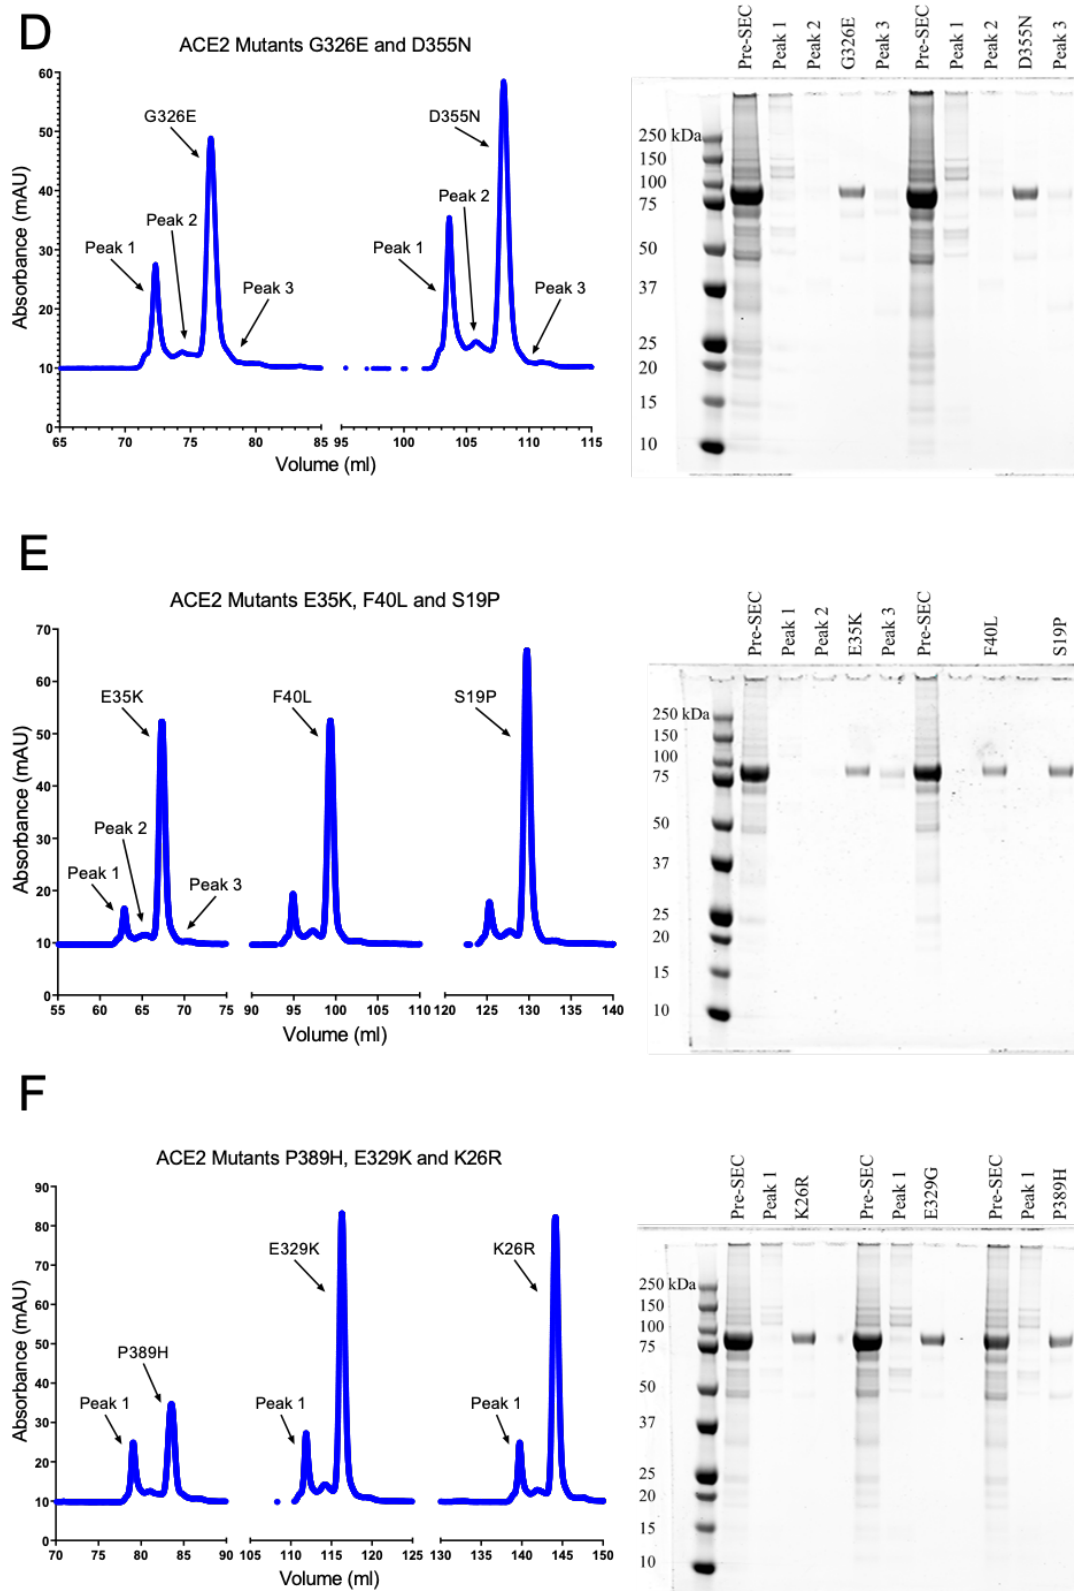 D
ACE2 Mutants G326E and D355N
Absorbance (mAU)
60
50
40
30
20
10
0
G326E
Peak 2
Peak 1
Peak 3
D355N
Peak 2
Peak 1
Peak 3
65 70 75 80 85 95 100 105 110 115
Volume (ml)
Pre-SEC Peak 1 Peak 2 G326E Peak 3 Pre-SEC Peak 1 Peak 2 D355N Peak 3
250 kDa
150
100
75
50
37
25
20
15
10
E
ACE2 Mutants E35K, F40L and S19P
Absorbance (mAU)
70
60
50
40
30
20
10
0
E35K
Peak 2
Peak 1
Peak 3
F40L
S19P
55 60 65 70 75 90 95 100 105 110 120 125 130 135 140
Volume (ml)
Pre-SEC Peak 1 Peak 2 E35K Peak 3 Pre-SEC F40L S19P
250 kDa
150
100
75
50
37
25
20
15
10
F
ACE2 Mutants P389H, E329K and K26R
Absorbance (mAU)
90
80
70
60
50
40
30
20
10
0
P389H
Peak 1
E329K
Peak 1
K26R
Peak 1
70 75 80 85 90 105 110 115 120 125 130 135 140 145 150
Volume (ml)
Pre-SEC Peak 1 K26R Pre-SEC Peak 1 E329G Pre-SEC Peak 1 P389H
250 kDa
150
100
75
50
37
25
20
15
10